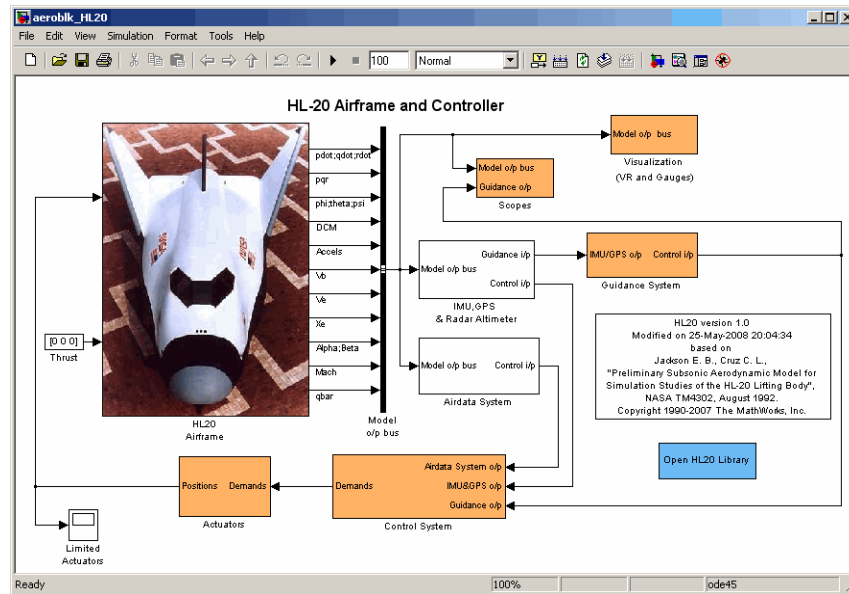 aeroblk_HL20
File Edit View Simulation Format Tools Help
100 Normal
HL-20 Airframe and Controller
pdot;qdot;rdot
pqr
phi;theta;psi
DCM
Accels
Vb
Ve
Xe
Alpha;Beta
Mach
qbar
[0 0 0]
Thrust
HL20
Airframe
Model
o/p bus
Model o/p bus
Guidance o/p
Scopes
Model o/p bus
Visualization
(VR and Gauges)
Model o/p bus
Guidance i/p
Control i/p
IMU,GPS
& Radar Altimeter
IMU/GPS o/p Control i/p
Guidance System
Model o/p bus Control i/p
Airdata System
HL20 version 1.0
Modified on 25-May-2008 20:04:34
based on
Jackson E. B., Cruz C. L.,
"Preliminary Subsonic Aerodynamic Model for
Simulation Studies of the HL-20 Lifting Body",
NASA TM4302, August 1992.
Copyright 1990-2007 The MathWorks, Inc.
Open HL20 Library
Positions Demands
Actuators
Demands
Airdata System o/p
IMU&GPS o/p
Guidance o/p
Control System
Limited
Actuators
Ready 100% ode45